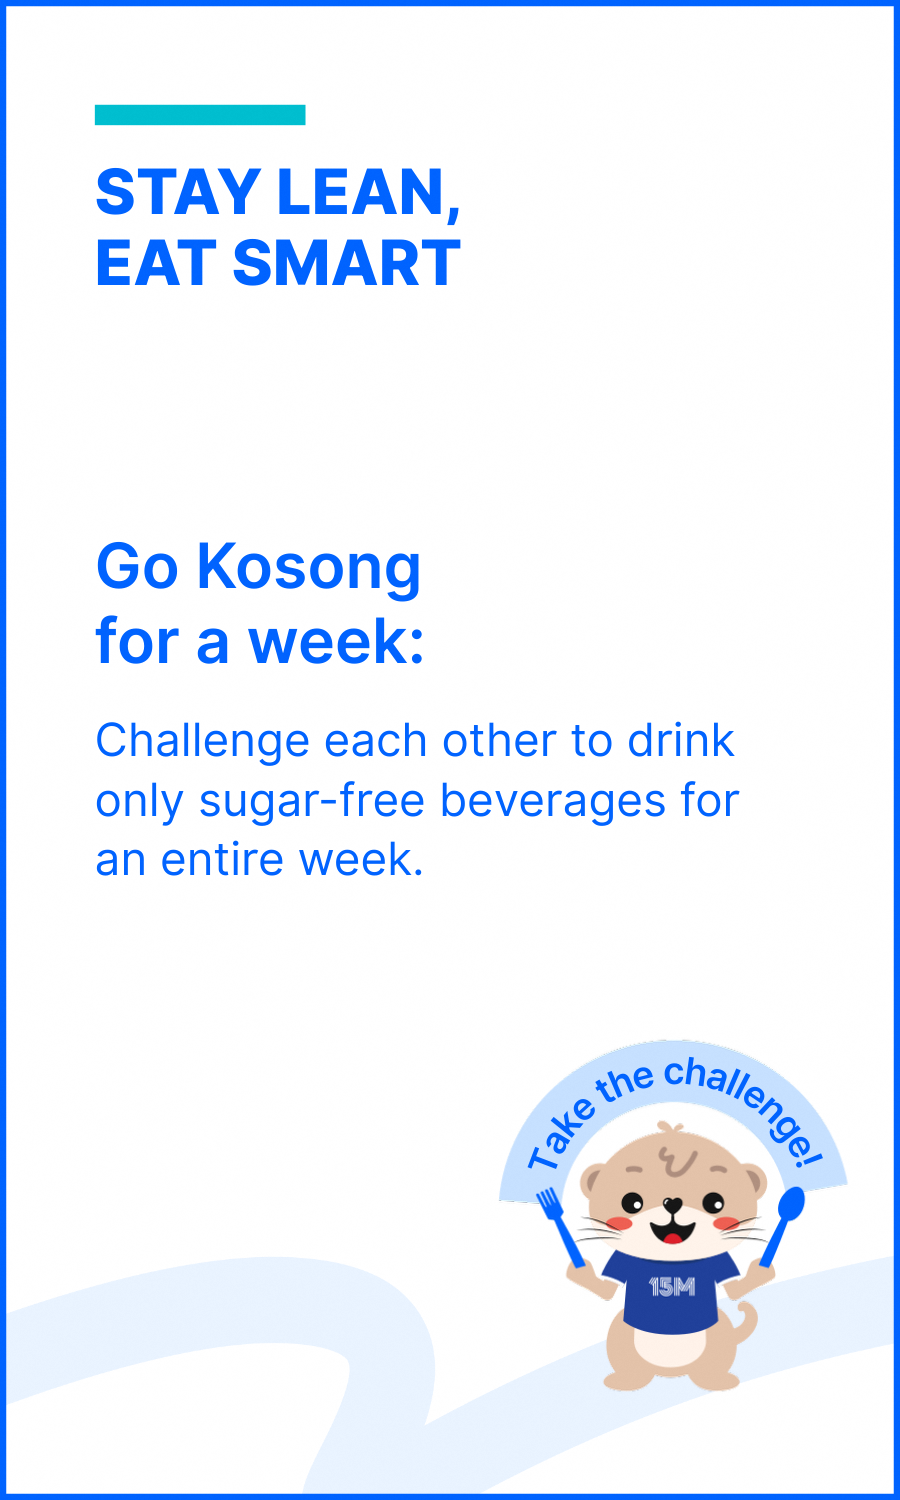 STAY LEAN,
EAT SMART
Go Kosong
for a week:
Challenge each other to drink
only sugar-free beverages for
an entire week.
Take the challenge!
15M